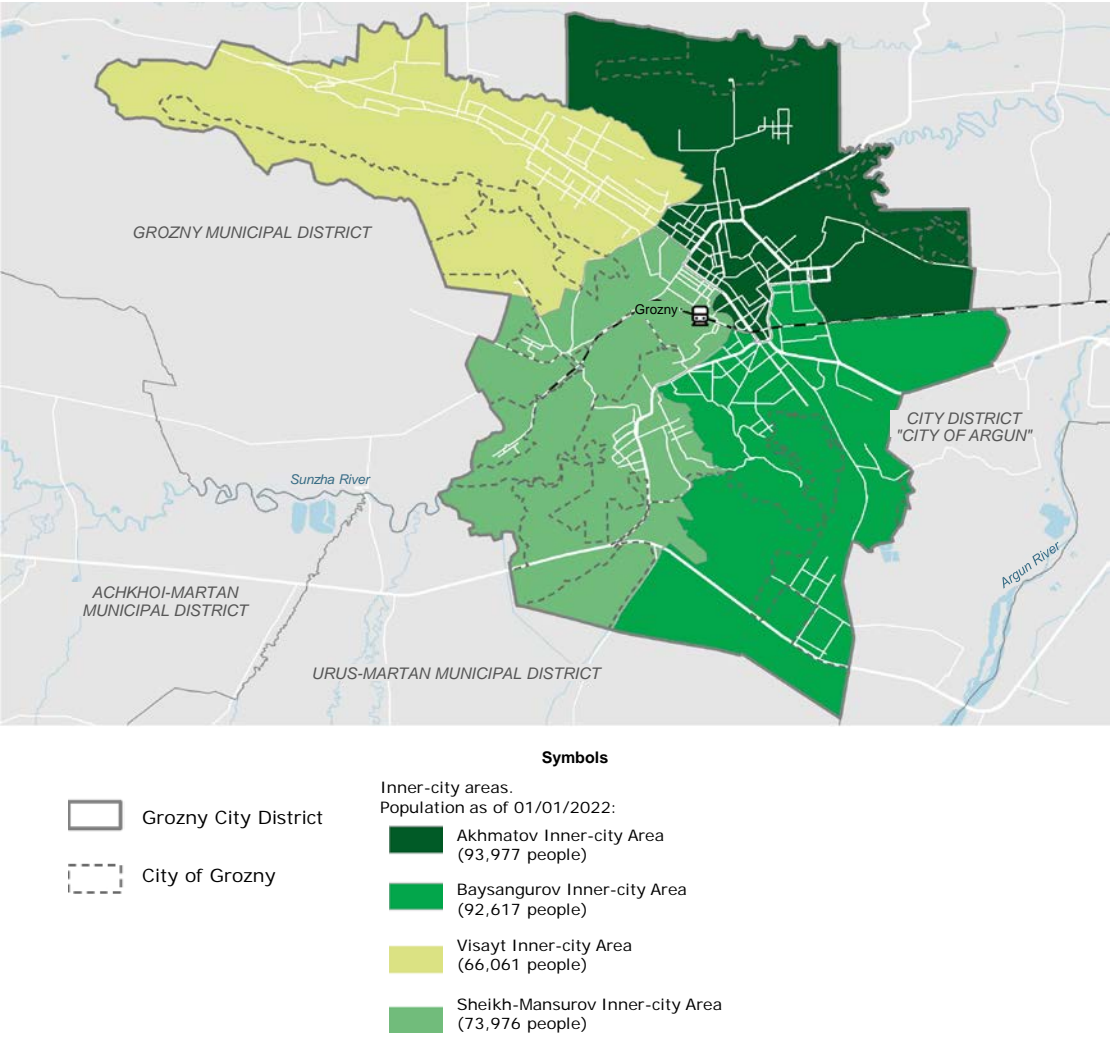 GROZNY MUNICIPAL DISTRICT
Grozny
CITY DISTRICT
"CITY OF ARGUN"
Sunzha River
Argun River
ACHKHOI-MARTAN
MUNICIPAL DISTRICT
URUS-MARTAN MUNICIPAL DISTRICT
Symbols
Grozny City District
City of Grozny
Inner-city areas.
Population as of 01/01/2022:
Akhmatov Inner-city Area
(93,977 people)
Baysangurov Inner-city Area
(92,617 people)
Visayt Inner-city Area
(66,061 people)
Sheikh-Mansurov Inner-city Area
(73,976 people)